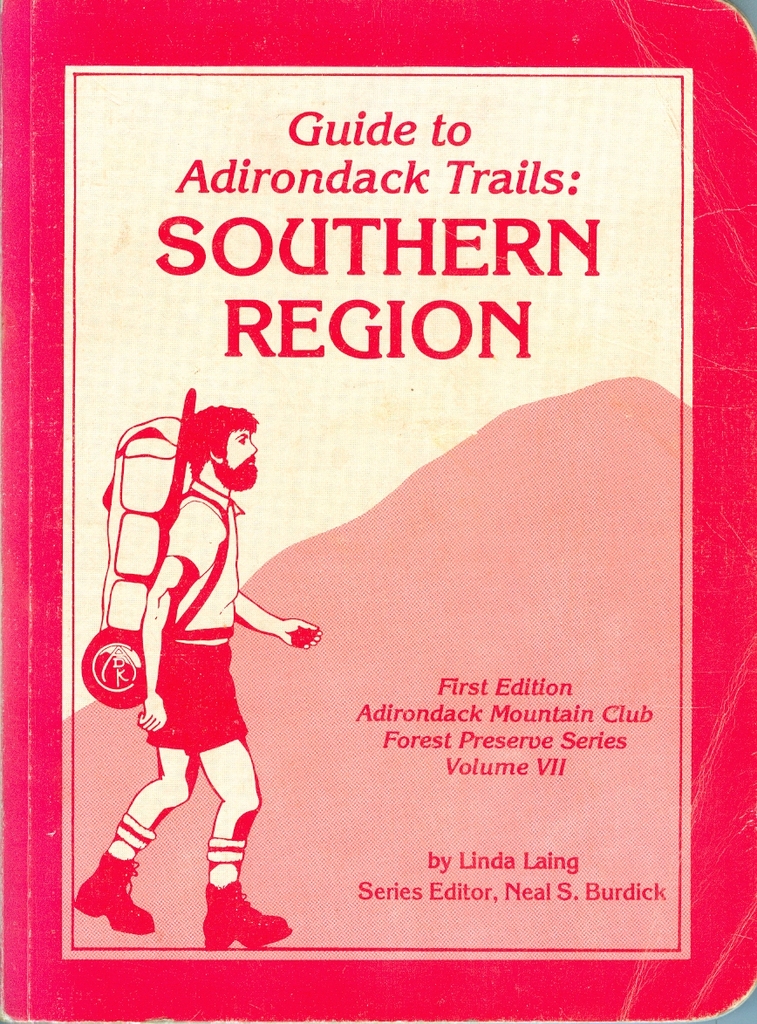 Guide to
Adirondack Trails:
SOUTHERN
REGION
ADK
First Edition
Adirondack Mountain Club
Forest Preserve Series
Volume VII
by Linda Laing
Series Editor, Neal S. Burdick